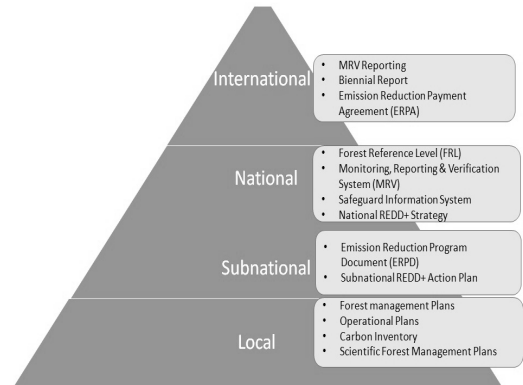 International
• MRV Reporting
• Biennial Report
• Emission Reduction Payment
Agreement (ERPA)
National
• Forest Reference Level (FRL)
• Monitoring, Reporting & Verification
System (MRV)
• Safeguard Information System
• National REDD+ Strategy
Subnational
• Emission Reduction Program
Document (ERPD)
• Subnational REDD+ Action Plan
Local
• Forest management Plans
• Operational Plans
• Carbon Inventory
• Scientific Forest Management Plans